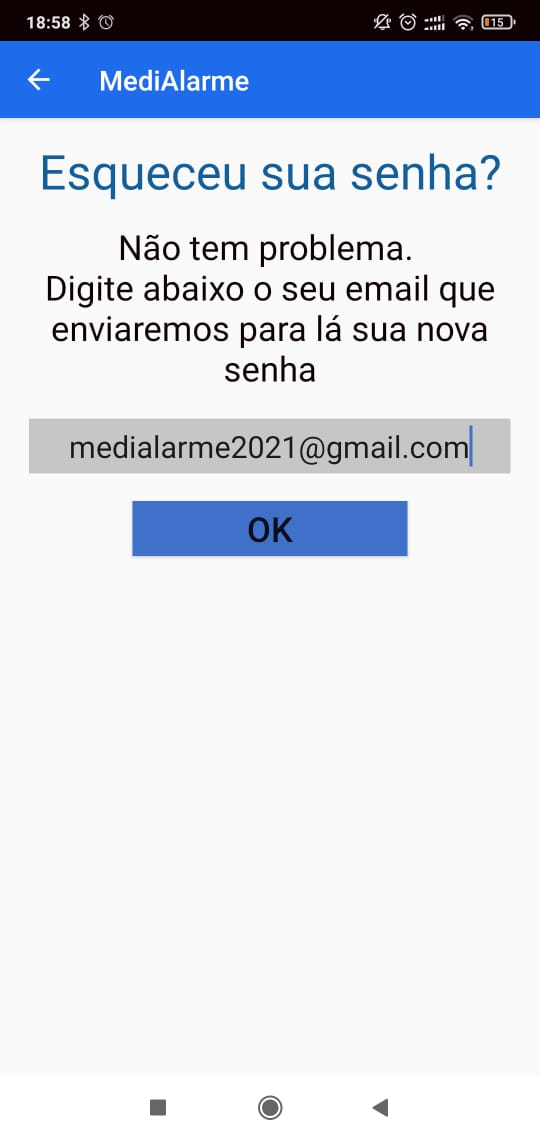 18:58
15
MediAlarme
Esqueceu sua senha?
Não tem problema.
Digite abaixo o seu email que
enviaremos para lá sua nova
senha
medialarme2021@gmail.com
OK